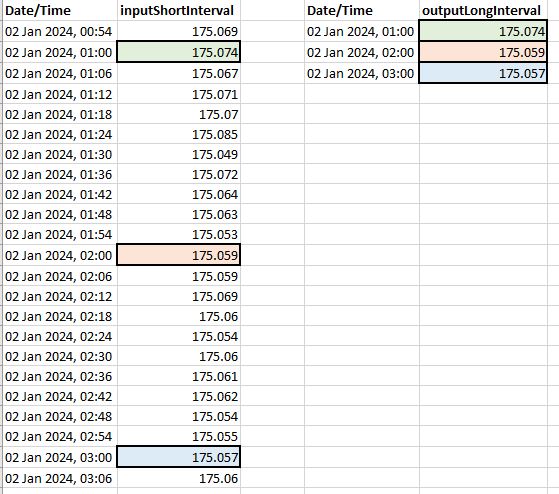 Date/Time inputShortInterval Date/Time outputLongInterval
02 Jan 2024, 00:54 175.069 02 Jan 2024, 01:00 175.074
02 Jan 2024, 01:00 175.074 02 Jan 2024, 02:00 175.059
02 Jan 2024, 01:06 175.067 02 Jan 2024, 03:00 175.057
02 Jan 2024, 01:12 175.071
02 Jan 2024, 01:18 175.07
02 Jan 2024, 01:24 175.085
02 Jan 2024, 01:30 175.049
02 Jan 2024, 01:36 175.072
02 Jan 2024, 01:42 175.064
02 Jan 2024, 01:48 175.063
02 Jan 2024, 01:54 175.053
02 Jan 2024, 02:00 175.059
02 Jan 2024, 02:06 175.059
02 Jan 2024, 02:12 175.069
02 Jan 2024, 02:18 175.06
02 Jan 2024, 02:24 175.054
02 Jan 2024, 02:30 175.06
02 Jan 2024, 02:36 175.061
02 Jan 2024, 02:42 175.062
02 Jan 2024, 02:48 175.054
02 Jan 2024, 02:54 175.055
02 Jan 2024, 03:00 175.057
02 Jan 2024, 03:06 175.06